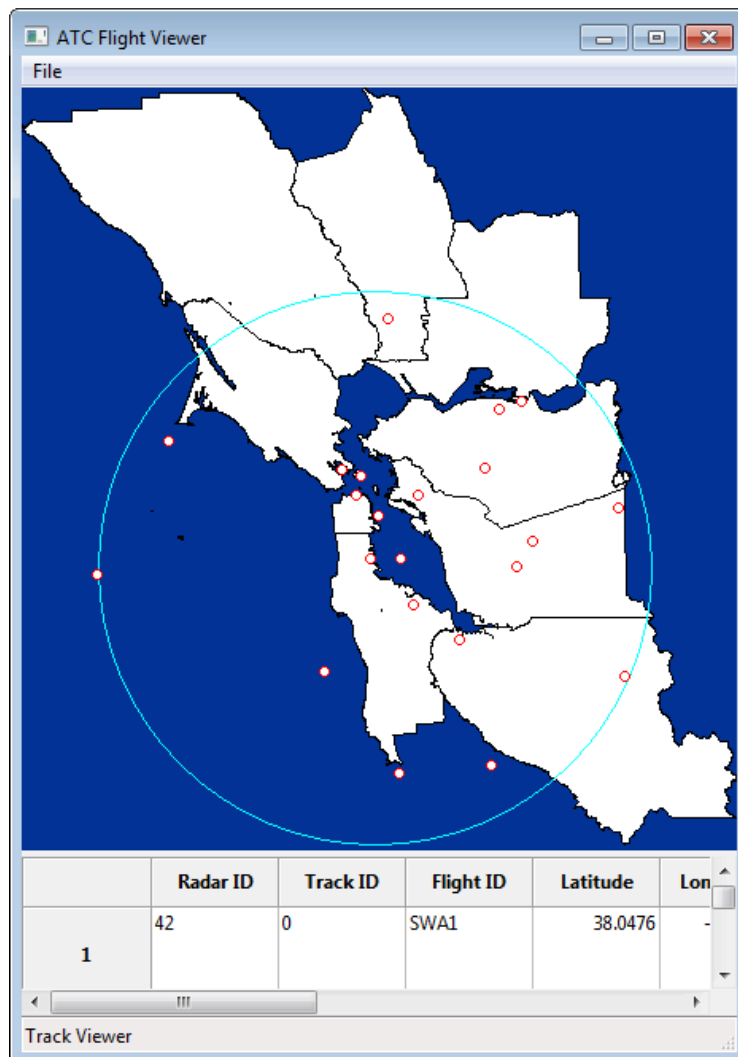 ATC Flight Viewer
File
Radar ID Track ID Flight ID Latitude Lon
1 42 0 SWA1 38.0476 -
Track Viewer